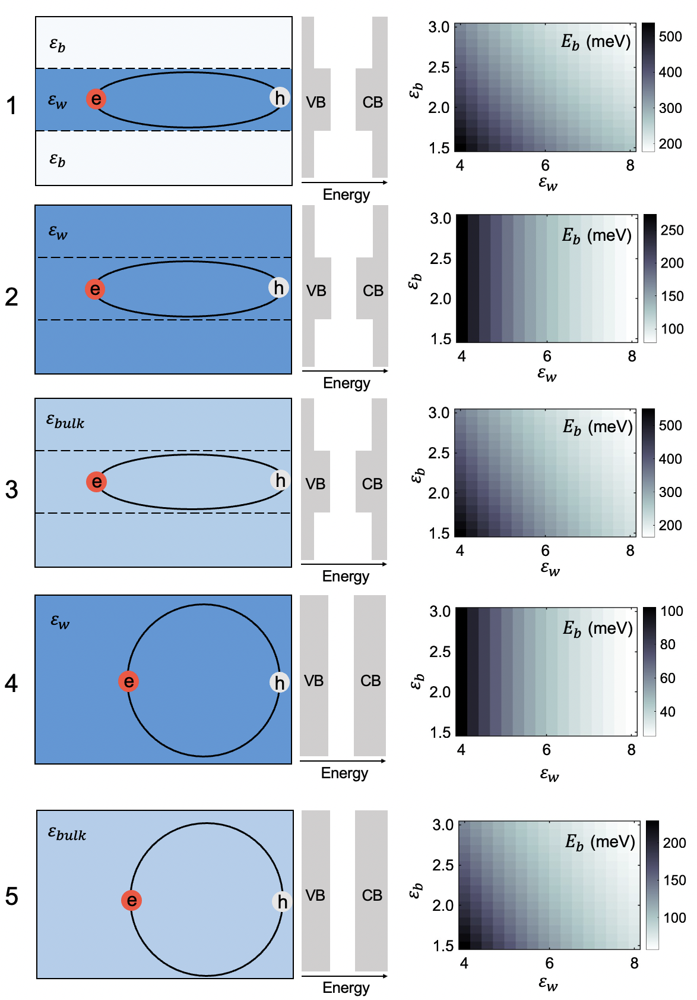 1
ε_b
ε_w
e
h
ε_b
VB
CB
Energy
ε_b
3.0
2.5
2.0
1.5
E_b (meV)
4
6
8
ε_w
500
400
300
200
2
ε_w
e
h
VB
CB
Energy
ε_b
3.0
2.5
2.0
1.5
E_b (meV)
4
6
8
ε_w
250
200
150
100
3
ε_bulk
e
h
VB
CB
Energy
ε_b
3.0
2.5
2.0
1.5
E_b (meV)
4
6
8
ε_w
500
400
300
200
4
ε_w
e
h
VB
CB
Energy
ε_b
3.0
2.5
2.0
1.5
E_b (meV)
4
6
8
ε_w
100
80
60
40
5
ε_bulk
e
h
VB
CB
Energy
ε_b
3.0
2.5
2.0
1.5
E_b (meV)
4
6
8
ε_w
200
150
100